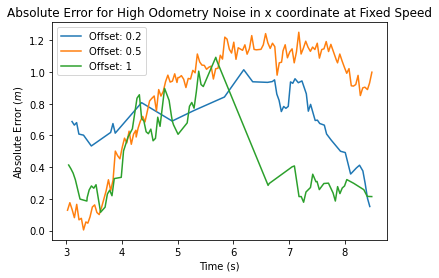 Absolute Error for High Odometry Noise in x coordinate at Fixed Speed
Offset: 0.2
Offset: 0.5
Offset: 1
Absolute Error (m)
1.2
1.0
0.8
0.6
0.4
0.2
0.0
3
4
5
6
7
8
Time (s)